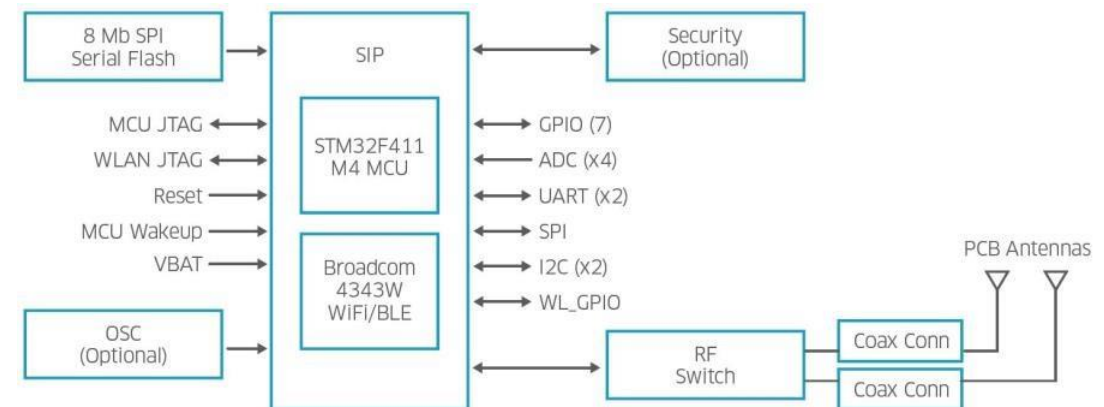 8 Mb SPI
Serial Flash
SIP
Security
(Optional)
MCU JTAG
WLAN JTAG
Reset
MCU Wakeup
VBAT
STM32F411
M4 MCU
Broadcom
4343W
WiFi/BLE
GPIO (7)
ADC (x4)
UART (x2)
SPI
I2C (x2)
WL_GPIO
PCB Antennas
OSC
(Optional)
RF
Switch
Coax Conn
Coax Conn